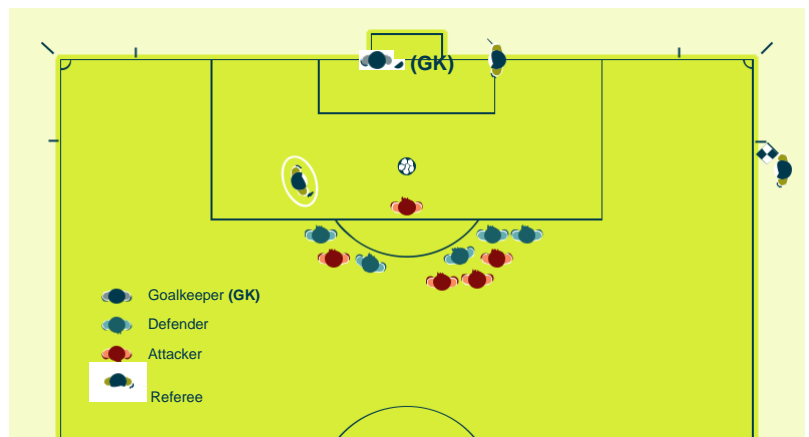 (GK)
Goalkeeper (GK)
Defender
Attacker
Referee